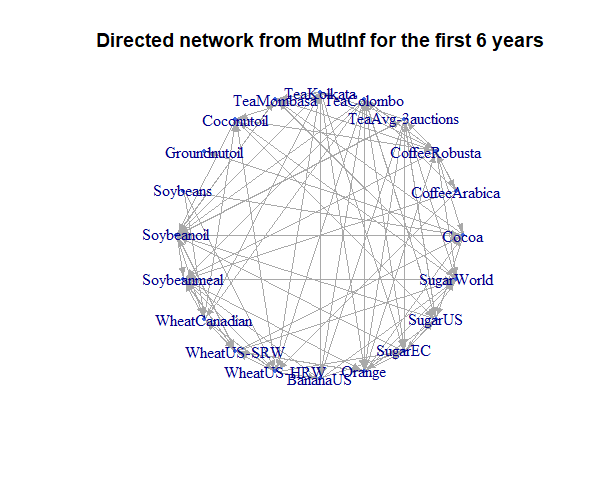 Directed network from MutInf for the first 6 years
TeaKolkata
TeaMombasa
TeaColombo
Coconutoil
TeaAvg-3auctions
Groundnutoil
CoffeeRobusta
Soybeans
CoffeeArabica
Soybeanoil
Cocoa
Soybeanmeal
SugarWorld
WheatCanadian
SugarUS
WheatUS-SRW
SugarEC
WheatUS-HRW
BananaUS
Orange